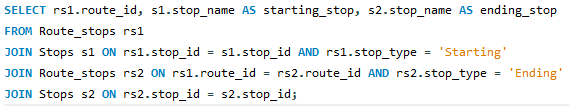 SELECT rs1.route_id, s1.stop_name AS starting_stop, s2.stop_name AS ending_stop
FROM Route_stops rs1
JOIN Stops s1 ON rs1.stop_id = s1.stop_id AND rs1.stop_type = 'Starting'
JOIN Route_stops rs2 ON rs1.route_id = rs2.route_id AND rs2.stop_type = 'Ending'
JOIN Stops s2 ON rs2.stop_id = s2.stop_id;